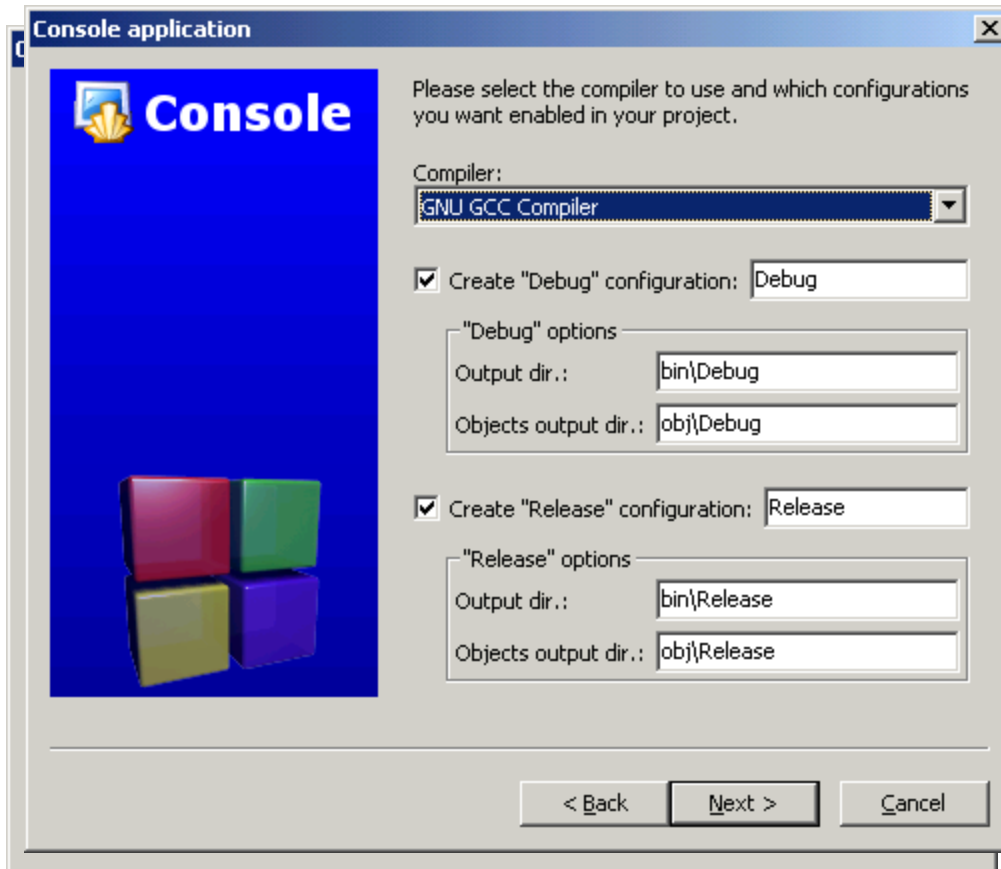 Console application
Console
Please select the compiler to use and which configurations
you want enabled in your project.
Compiler:
GNU GCC Compiler
Create "Debug" configuration: Debug
"Debug" options
Output dir.: bin\Debug
Objects output dir.: obj\Debug
Create "Release" configuration: Release
"Release" options
Output dir.: bin\Release
Objects output dir.: obj\Release
< Back Next > Cancel